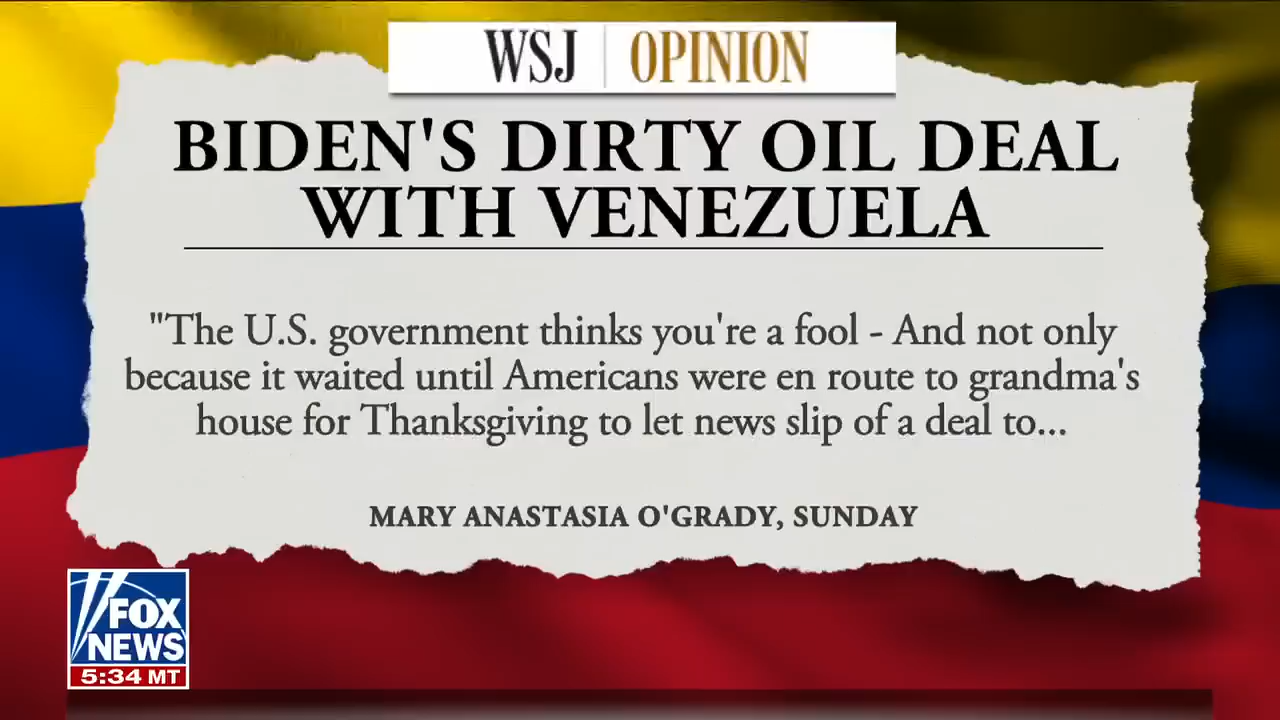 WSJ | OPINION
BIDEN'S DIRTY OIL DEAL
WITH VENEZUELA
"The U.S. government thinks you're a fool - And not only
because it waited until Americans were en route to grandma's
house for Thanksgiving to let news slip of a deal to...
MARY ANASTASIA O'GRADY, SUNDAY
FOX
NEWS
5:34 MT